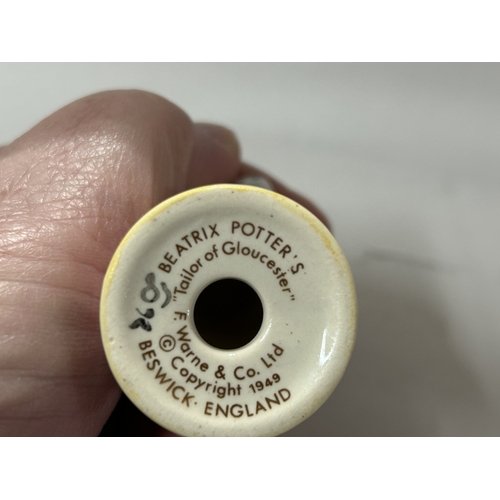 BEATRIX POTTER'S
"Tailor of Gloucester"
F. Warne & Co. Ltd
© Copyright 1949
BESWICK · ENGLAND